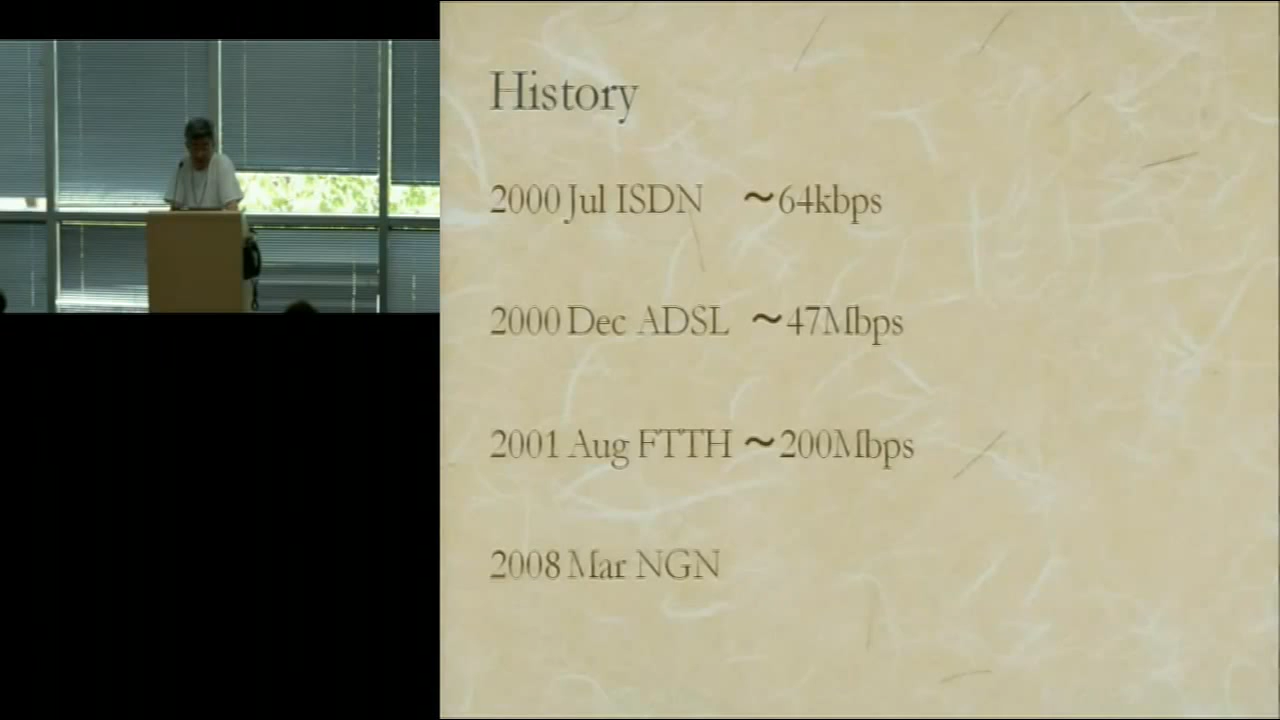 History
2000 Jul ISDN ～64kbps
2000 Dec ADSL ～47Mbps
2001 Aug FTTH ～200Mbps
2008 Mar NGN